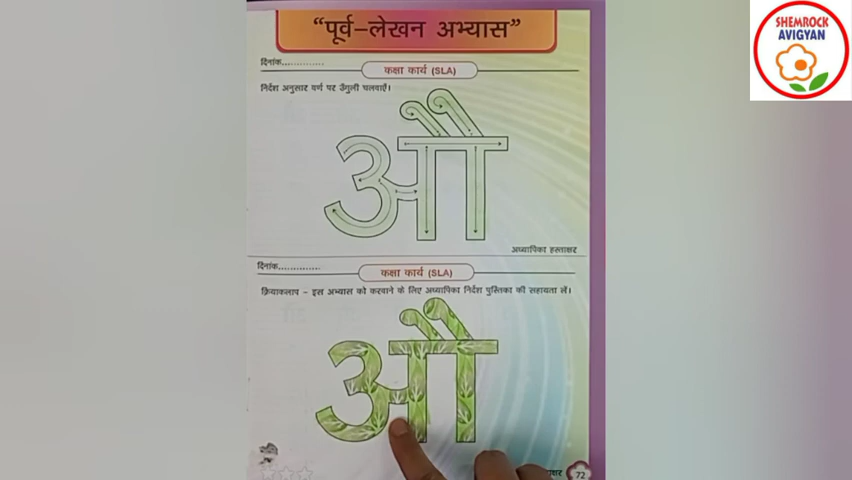 SHEMROCK
AVIGYAN
“पूर्व-लेखन अभ्यास”
दिनांक.............
कक्षा कार्य (SLA)
निर्देश अनुसार वर्ण पर उँगुली चलवाएँ।
औ
अध्यापिका हस्ताक्षर
दिनांक..............
कक्षा कार्य (SLA)
क्रियाकलाप - इस अभ्यास को करवाने के लिए अध्यापिका निर्देश पुस्तिका की सहायता लें।
औ
72